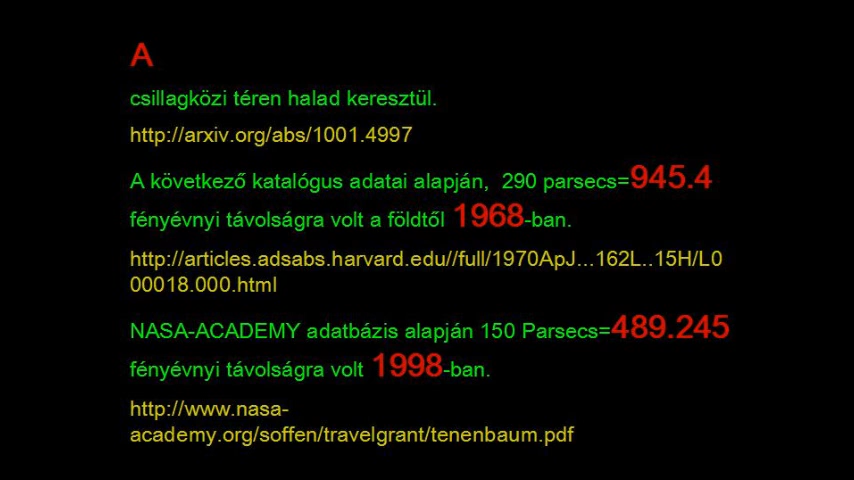 A
csillagközi téren halad keresztül.
http://arxiv.org/abs/1001.4997
A következő katalógus adatai alapján, 290 parsecs=945.4
fényévnyi távolságra volt a földtől 1968-ban.
http://articles.adsabs.harvard.edu//full/1970ApJ...162L..15H/L0
00018.000.html
NASA-ACADEMY adatbázis alapján 150 Parsecs=489.245
fényévnyi távolságra volt 1998-ban.
http://www.nasa-
academy.org/soffen/travelgrant/tenenbaum.pdf